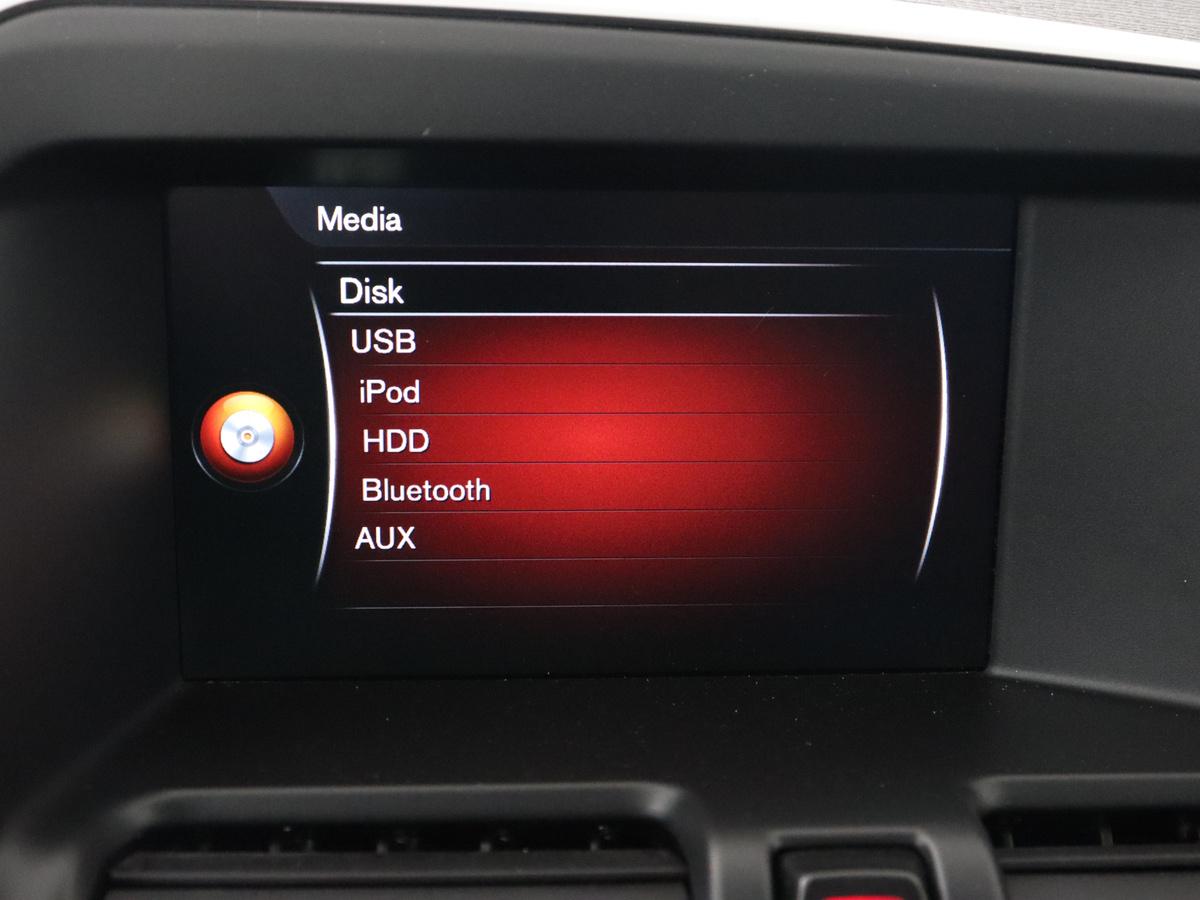 Media
Disk
USB
iPod
HDD
Bluetooth
AUX